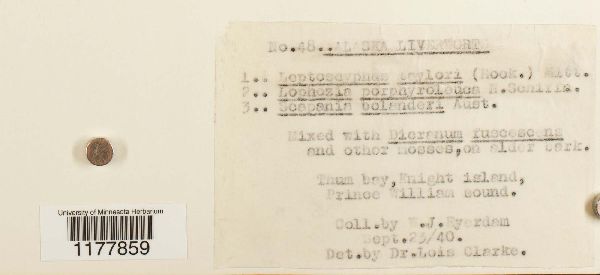 No.48..ALASKA LIVERWORT
1.. Leptoscyphus taylori (Hook.) Mitt.
2.. Lophozia porphyroleuca N.Schiffn.
3.. Scapania bolanderi Aust.
Mixed with Dicranum fuscescens
and other mosses,on alder bark.
Thum bay,Knight island,
Prince William sound.
Coll.by W.J.Eyerdam
Sept.25/40.
Det.by Dr.Lois Clarke.
University of Minnesota Herbarium
1177859